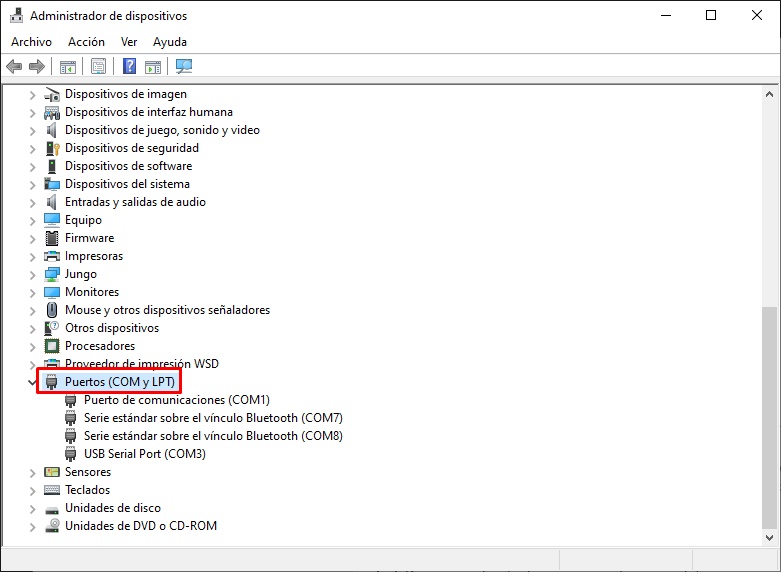 Administrador de dispositivos
Archivo Acción Ver Ayuda
Dispositivos de imagen
Dispositivos de interfaz humana
Dispositivos de juego, sonido y video
Dispositivos de seguridad
Dispositivos de software
Dispositivos del sistema
Entradas y salidas de audio
Equipo
Firmware
Impresoras
Jungo
Monitores
Mouse y otros dispositivos señaladores
Otros dispositivos
Procesadores
Proveedor de impresión WSD
Puertos (COM y LPT)
Puerto de comunicaciones (COM1)
Serie estándar sobre el vínculo Bluetooth (COM7)
Serie estándar sobre el vínculo Bluetooth (COM8)
USB Serial Port (COM3)
Sensores
Teclados
Unidades de disco
Unidades de DVD o CD-ROM